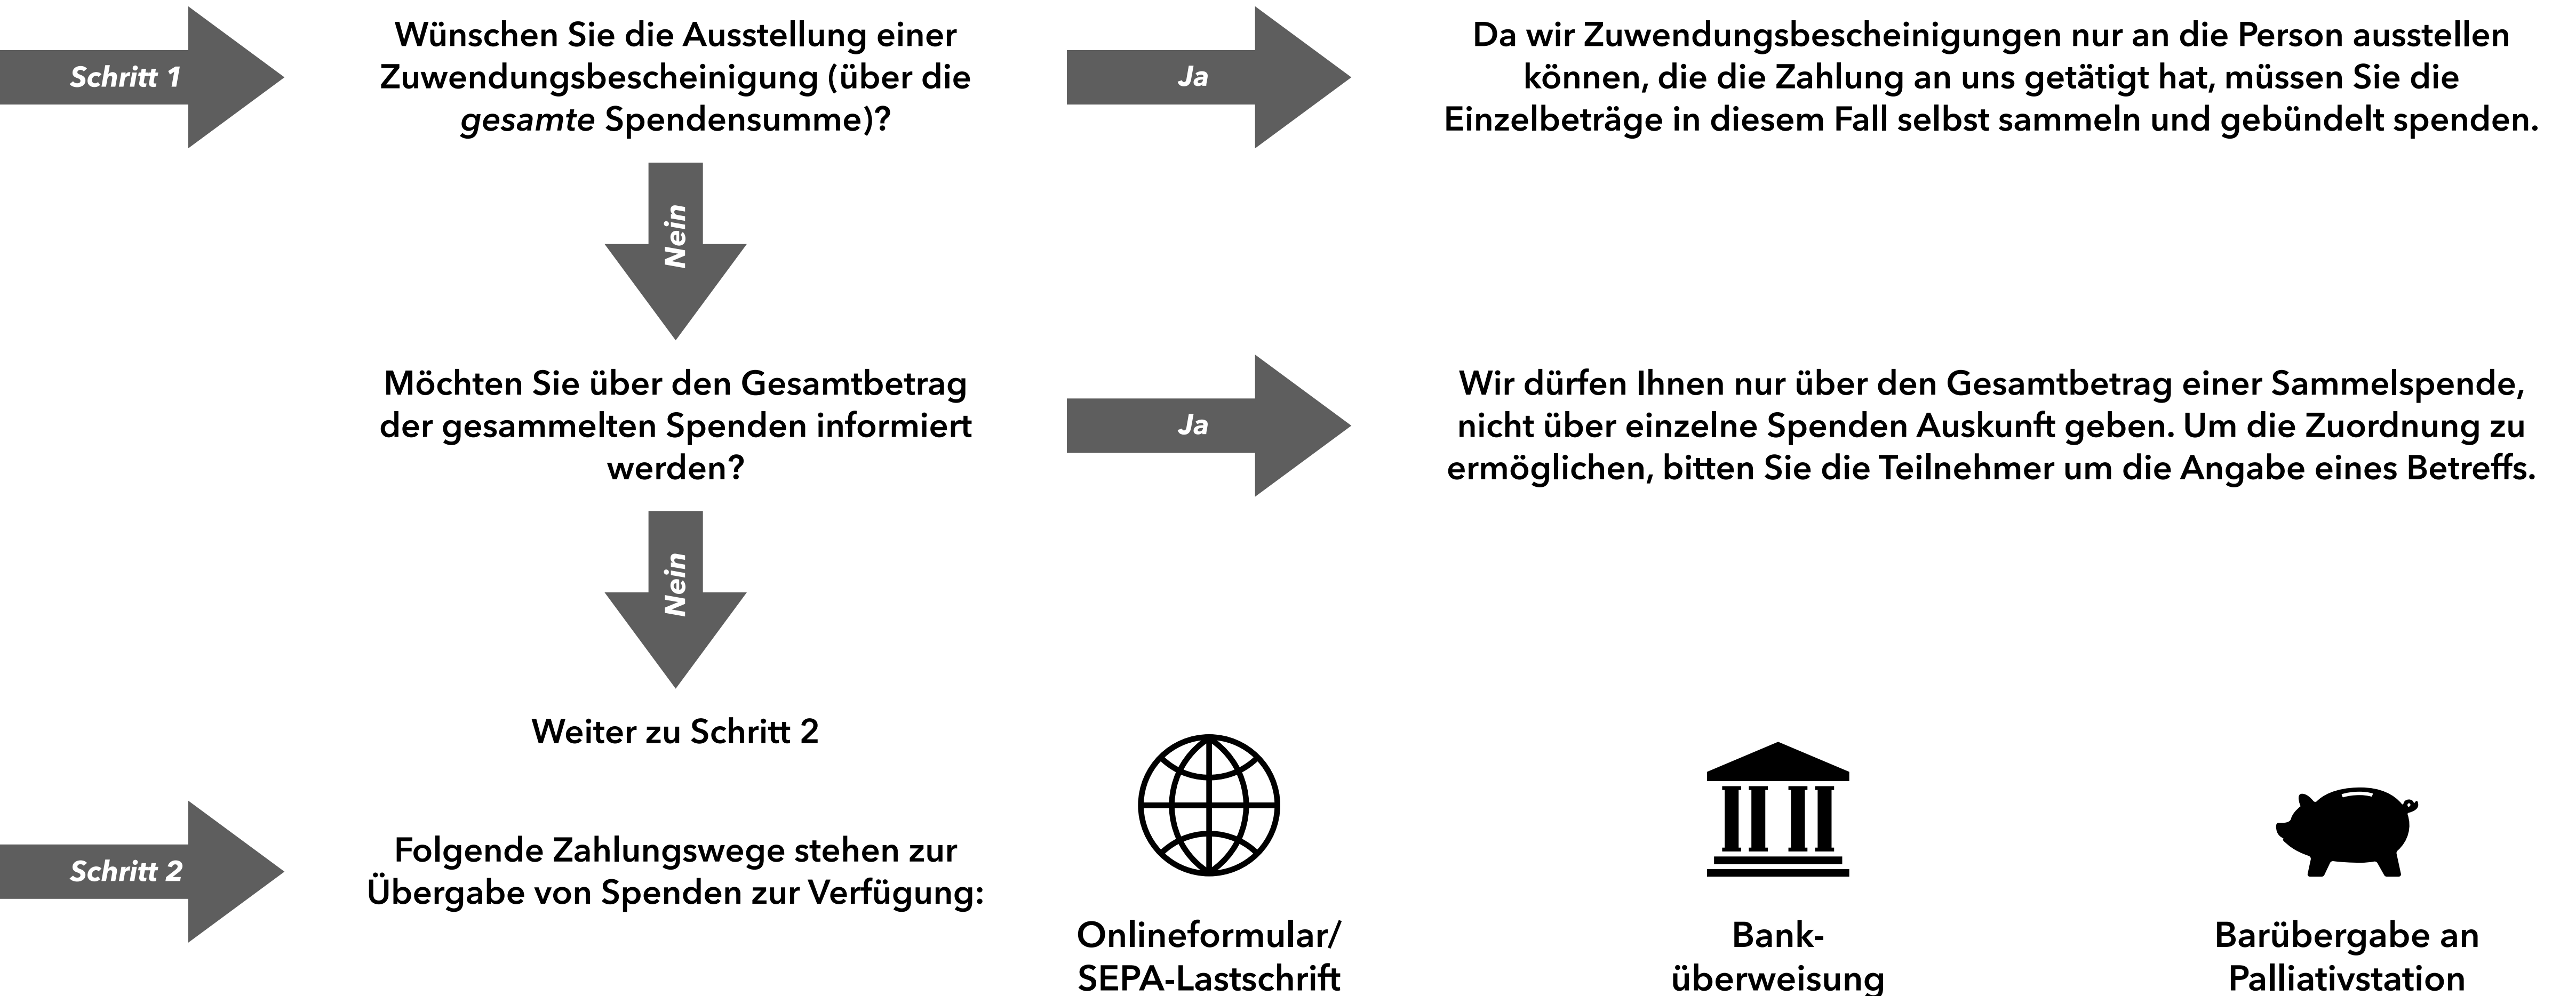 Schritt 1
Wünschen Sie die Ausstellung einer
Zuwendungsbescheinigung (über die
gesamte Spendensumme)?
Ja
Da wir Zuwendungsbescheinigungen nur an die Person ausstellen
können, die die Zahlung an uns getätigt hat, müssen Sie die
Einzelbeträge in diesem Fall selbst sammeln und gebündelt spenden.
Nein
Möchten Sie über den Gesamtbetrag
der gesammelten Spenden informiert
werden?
Ja
Wir dürfen Ihnen nur über den Gesamtbetrag einer Sammelspende,
nicht über einzelne Spenden Auskunft geben. Um die Zuordnung zu
ermöglichen, bitten Sie die Teilnehmer um die Angabe eines Betreffs.
Nein
Weiter zu Schritt 2
Schritt 2
Folgende Zahlungswege stehen zur
Übergabe von Spenden zur Verfügung:
Onlineformular/
SEPA-Lastschrift
Bank-
überweisung
Barübergabe an
Palliativstation